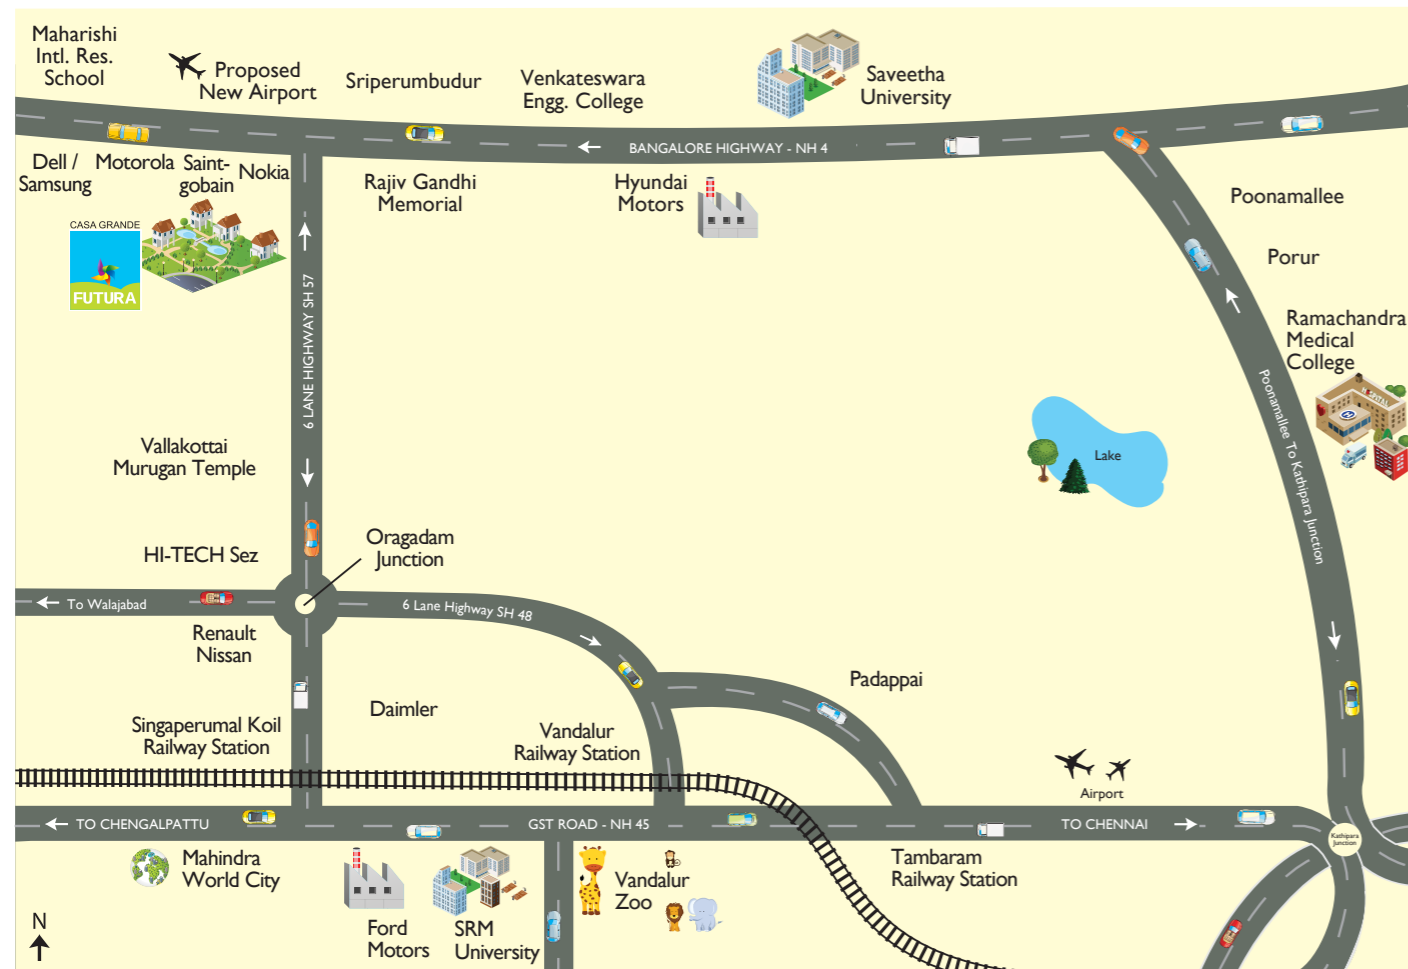 Maharishi
Intl. Res.
School
Proposed
New Airport
Sriperumbudur
Venkateswara
Engg. College
Saveetha
University
BANGALORE HIGHWAY - NH 4
Dell /
Samsung
Motorola
Saint-
gobain
Nokia
Rajiv Gandhi
Memorial
Hyundai
Motors
Poonamallee
CASA GRANDE
FUTURA
Porur
6 LANE HIGHWAY SH 57
Ramachandra
Medical
College
HOSPITAL
Poonamallee To Kathipara Junction
Vallakottai
Murugan Temple
Lake
HI-TECH Sez
Oragadam
Junction
To Walajabad
6 Lane Highway SH 48
Renault
Nissan
Padappai
Daimler
Singaperumal Koil
Railway Station
Vandalur
Railway Station
Airport
TO CHENGALPATTU
GST ROAD - NH 45
TO CHENNAI
Kathipara
Junction
Mahindra
World City
Vandalur
Zoo
Tambaram
Railway Station
Ford
Motors
SRM
University
N